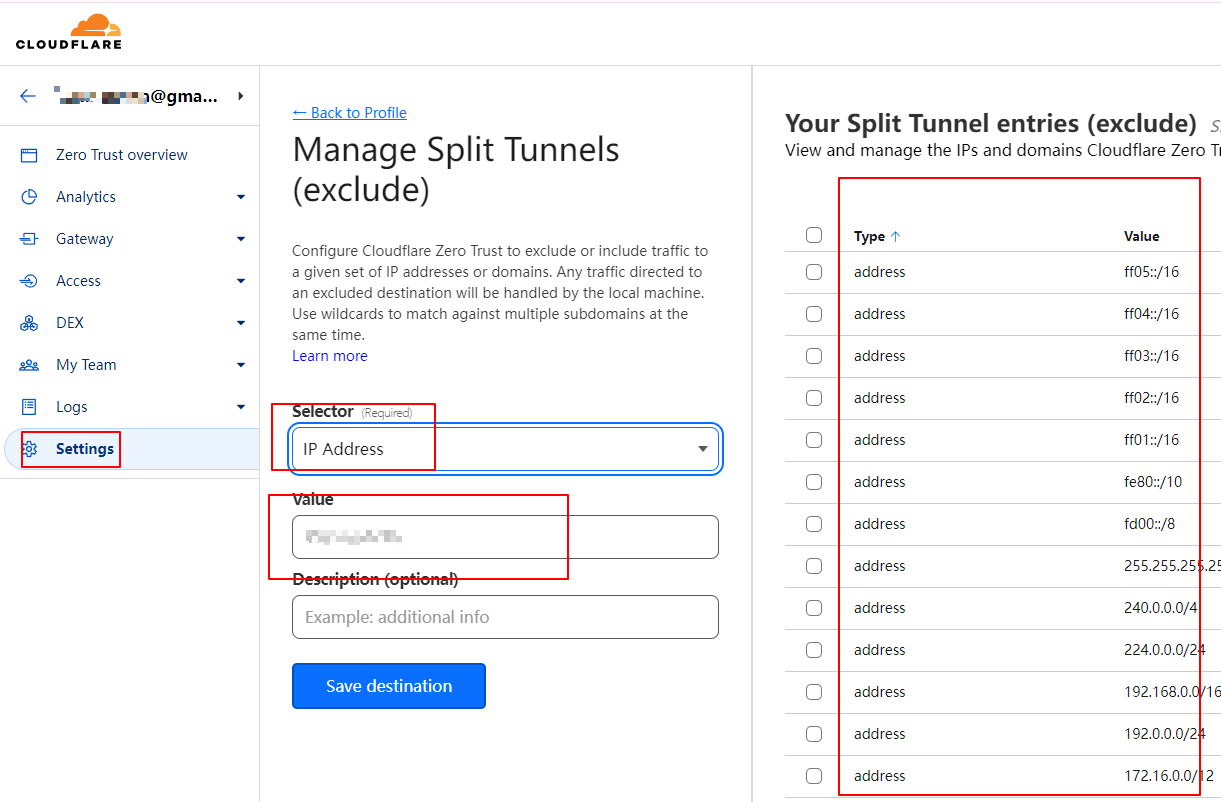 CLOUDFLARE
@gma...
Zero Trust overview
Analytics
Gateway
Access
DEX
My Team
Logs
Settings
← Back to Profile
Manage Split Tunnels
(exclude)
Configure Cloudflare Zero Trust to exclude or include traffic to
a given set of IP addresses or domains. Any traffic directed to
an excluded destination will be handled by the local machine.
Use wildcards to match against multiple subdomains at the
same time.
Learn more
Selector (Required)
IP Address
Value
Description (optional)
Example: additional info
Save destination
Your Split Tunnel entries (exclude)
View and manage the IPs and domains Cloudflare Zero
Type ↑ Value
address ff05::/16
address ff04::/16
address ff03::/16
address ff02::/16
address ff01::/16
address fe80::/10
address fd00::/8
address 255.255.255.25
address 240.0.0.0/4
address 224.0.0.0/24
address 192.168.0.0/16
address 192.0.0.0/24
address 172.16.0.0/12